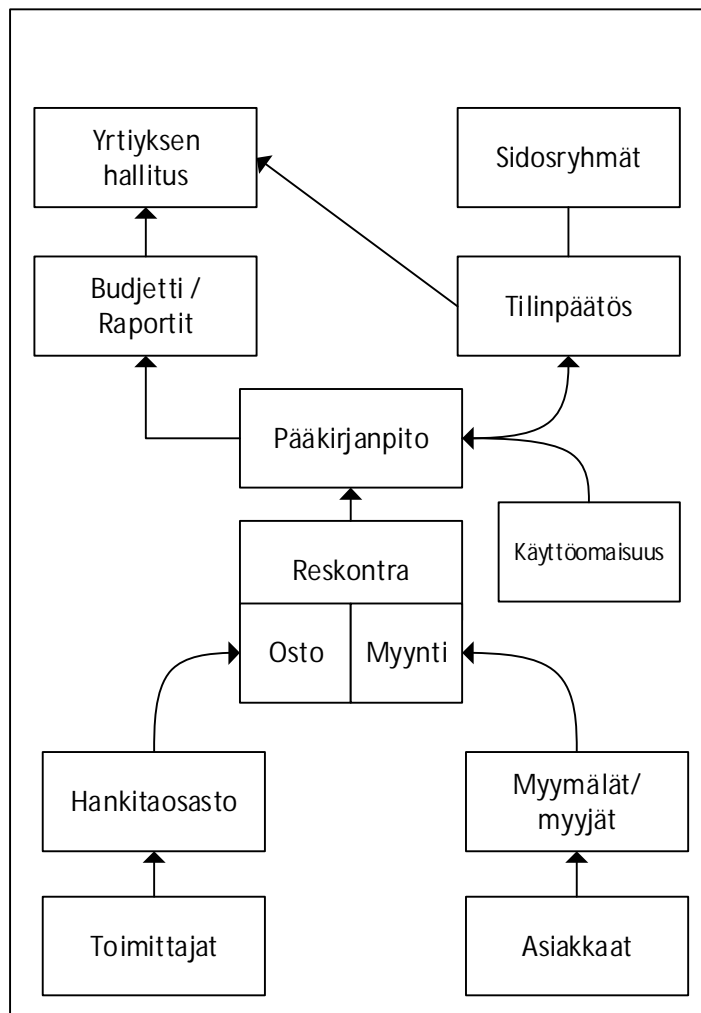 Yrtiyksen
hallitus
Sidosryhmät
Budjetti /
Raportit
Tilinpäätös
Pääkirjanpito
Käyttöomaisuus
Reskontra
Osto
Myynti
Hankitaosasto
Myymälät/
myyjät
Toimittajat
Asiakkaat